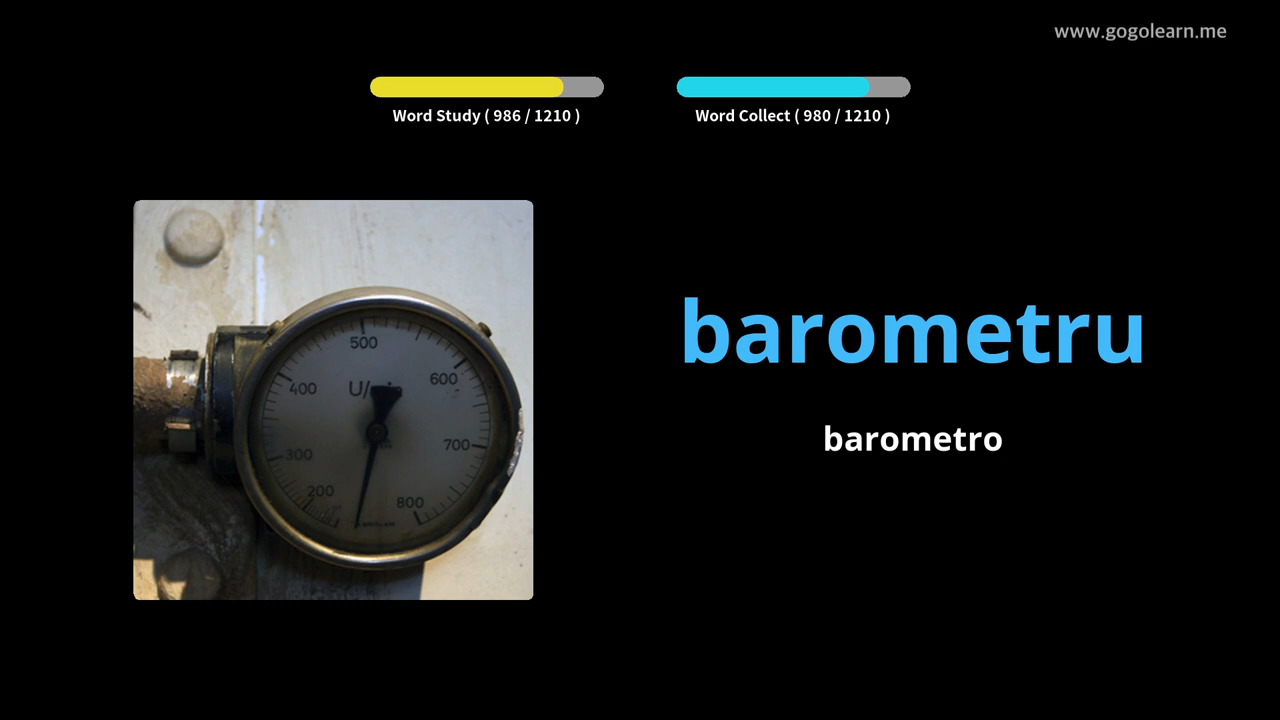 www.gogolearn.me
Word Study ( 986 / 1210 )
Word Collect ( 980 / 1210 )
500
400
600
300
700
200
800
barometru
barometro